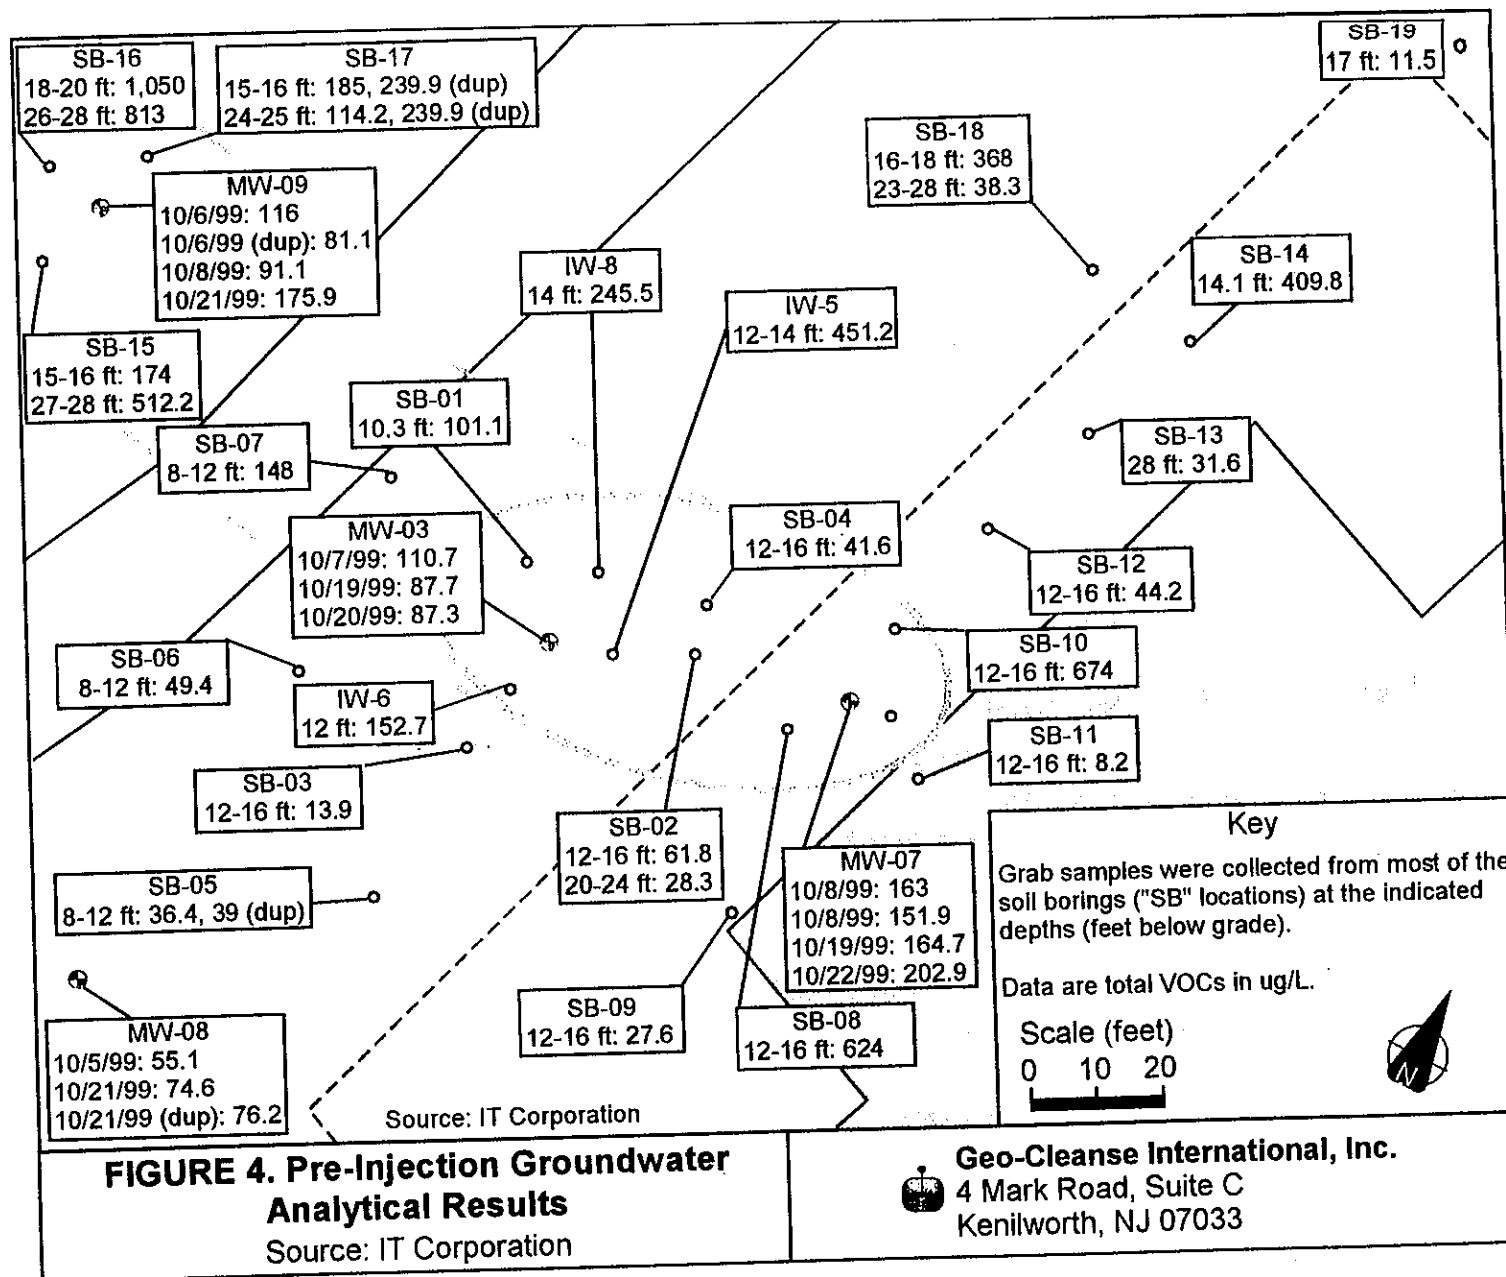 SB-16
18-20 ft: 1,050
26-28 ft: 813
SB-17
15-16 ft: 185, 239.9 (dup)
24-25 ft: 114.2, 239.9 (dup)
SB-19
17 ft: 11.5
SB-18
16-18 ft: 368
23-28 ft: 38.3
MW-09
10/6/99: 116
10/6/99 (dup): 81.1
10/8/99: 91.1
10/21/99: 175.9
IW-8
14 ft: 245.5
SB-14
14.1 ft: 409.8
IW-5
12-14 ft: 451.2
SB-15
15-16 ft: 174
27-28 ft: 512.2
SB-01
10.3 ft: 101.1
SB-07
8-12 ft: 148
SB-13
28 ft: 31.6
MW-03
10/7/99: 110.7
10/19/99: 87.7
10/20/99: 87.3
SB-04
12-16 ft: 41.6
SB-12
12-16 ft: 44.2
SB-06
8-12 ft: 49.4
SB-10
12-16 ft: 674
IW-6
12 ft: 152.7
SB-11
12-16 ft: 8.2
SB-03
12-16 ft: 13.9
SB-02
12-16 ft: 61.8
20-24 ft: 28.3
MW-07
10/8/99: 163
10/8/99: 151.9
10/19/99: 164.7
10/22/99: 202.9
SB-05
8-12 ft: 36.4, 39 (dup)
SB-09
12-16 ft: 27.6
SB-08
12-16 ft: 624
MW-08
10/5/99: 55.1
10/21/99: 74.6
10/21/99 (dup): 76.2
Key
Grab samples were collected from most of the
soil borings ("SB" locations) at the indicated
depths (feet below grade).
Data are total VOCs in ug/L.
Scale (feet)
0 10 20
N
Source: IT Corporation
FIGURE 4. Pre-Injection Groundwater
Analytical Results
Source: IT Corporation
Geo-Cleanse International, Inc.
4 Mark Road, Suite C
Kenilworth, NJ 07033